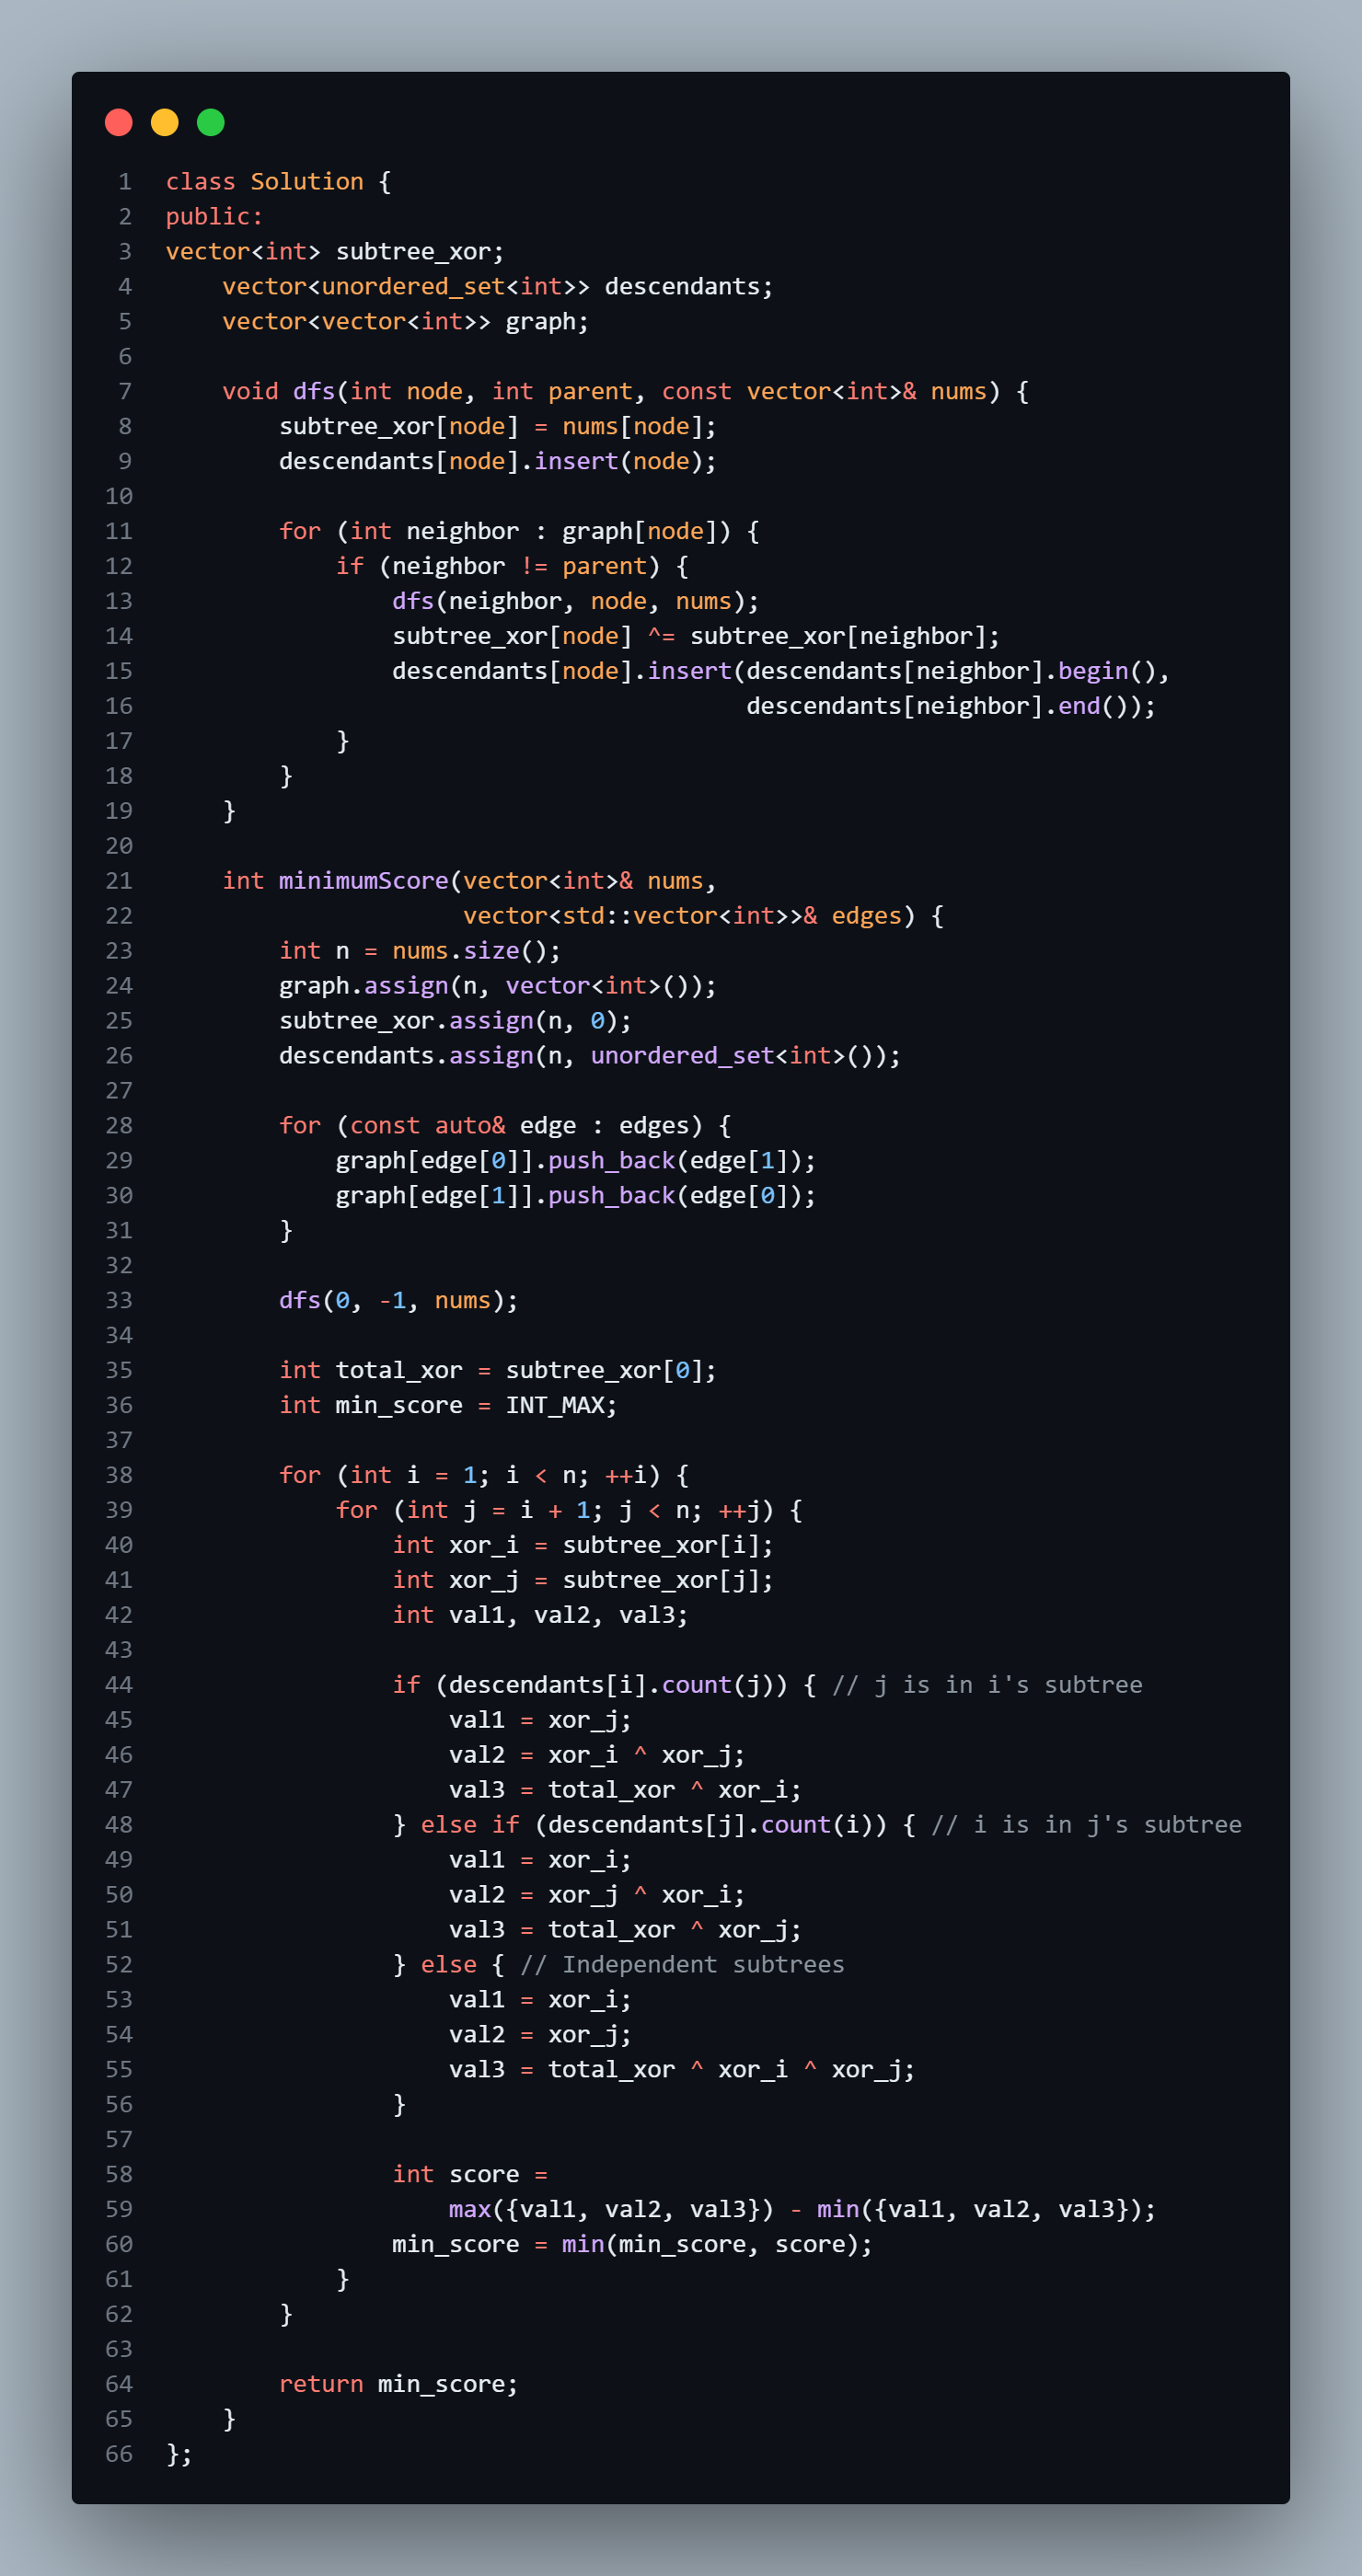 1 class Solution {
2 public:
3 vector<int> subtree_xor;
4     vector<unordered_set<int>> descendants;
5     vector<vector<int>> graph;
6
7     void dfs(int node, int parent, const vector<int>& nums) {
8         subtree_xor[node] = nums[node];
9         descendants[node].insert(node);
10
11         for (int neighbor : graph[node]) {
12             if (neighbor != parent) {
13                 dfs(neighbor, node, nums);
14                 subtree_xor[node] ^= subtree_xor[neighbor];
15                 descendants[node].insert(descendants[neighbor].begin(),
16                                          descendants[neighbor].end());
17             }
18         }
19     }
20
21     int minimumScore(vector<int>& nums,
22                      vector<std::vector<int>>& edges) {
23         int n = nums.size();
24         graph.assign(n, vector<int>());
25         subtree_xor.assign(n, 0);
26         descendants.assign(n, unordered_set<int>());
27
28         for (const auto& edge : edges) {
29             graph[edge[0]].push_back(edge[1]);
30             graph[edge[1]].push_back(edge[0]);
31         }
32
33         dfs(0, -1, nums);
34
35         int total_xor = subtree_xor[0];
36         int min_score = INT_MAX;
37
38         for (int i = 1; i < n; ++i) {
39             for (int j = i + 1; j < n; ++j) {
40                 int xor_i = subtree_xor[i];
41                 int xor_j = subtree_xor[j];
42                 int val1, val2, val3;
43
44                 if (descendants[i].count(j)) { // j is in i's subtree
45                     val1 = xor_j;
46                     val2 = xor_i ^ xor_j;
47                     val3 = total_xor ^ xor_i;
48                 } else if (descendants[j].count(i)) { // i is in j's subtree
49                     val1 = xor_i;
50                     val2 = xor_j ^ xor_i;
51                     val3 = total_xor ^ xor_j;
52                 } else { // Independent subtrees
53                     val1 = xor_i;
54                     val2 = xor_j;
55                     val3 = total_xor ^ xor_i ^ xor_j;
56                 }
57
58                 int score =
59                     max({val1, val2, val3}) - min({val1, val2, val3});
60                 min_score = min(min_score, score);
61             }
62         }
63
64         return min_score;
65     }
66 };